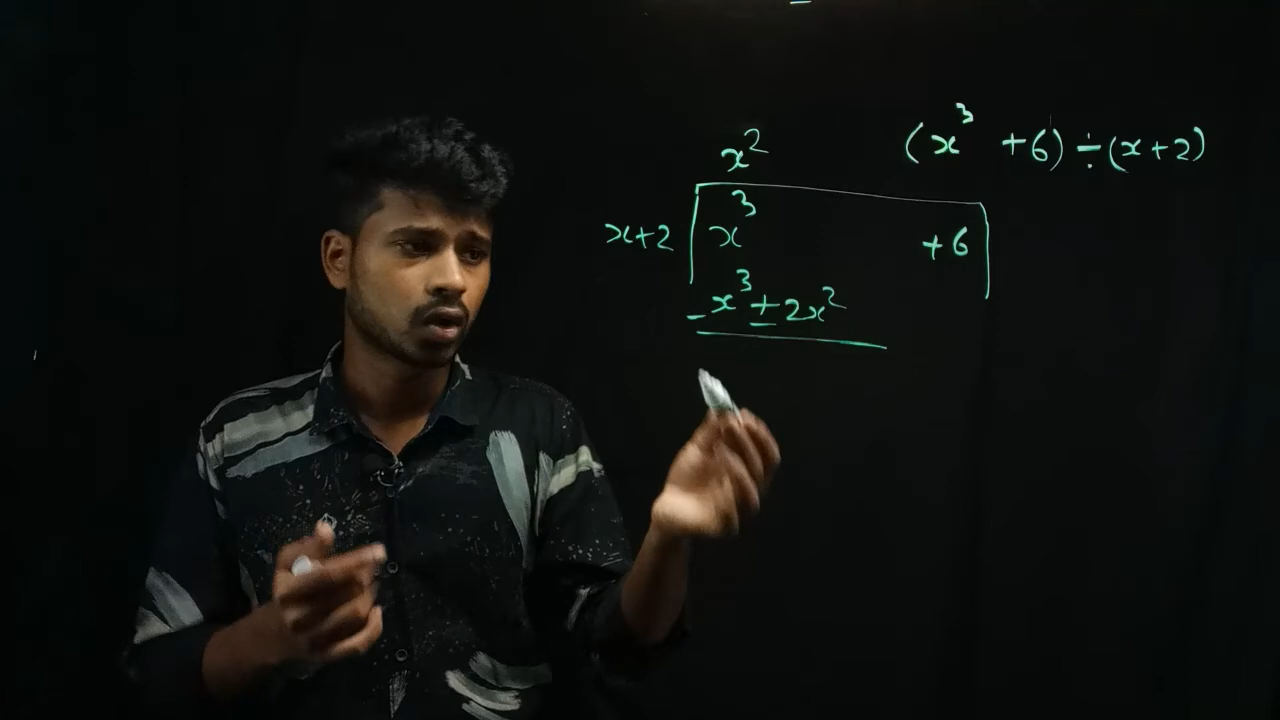 (x³ +6) ÷ (x+2)
x²
x+2 x³ +6
- x³ + 2x²
-